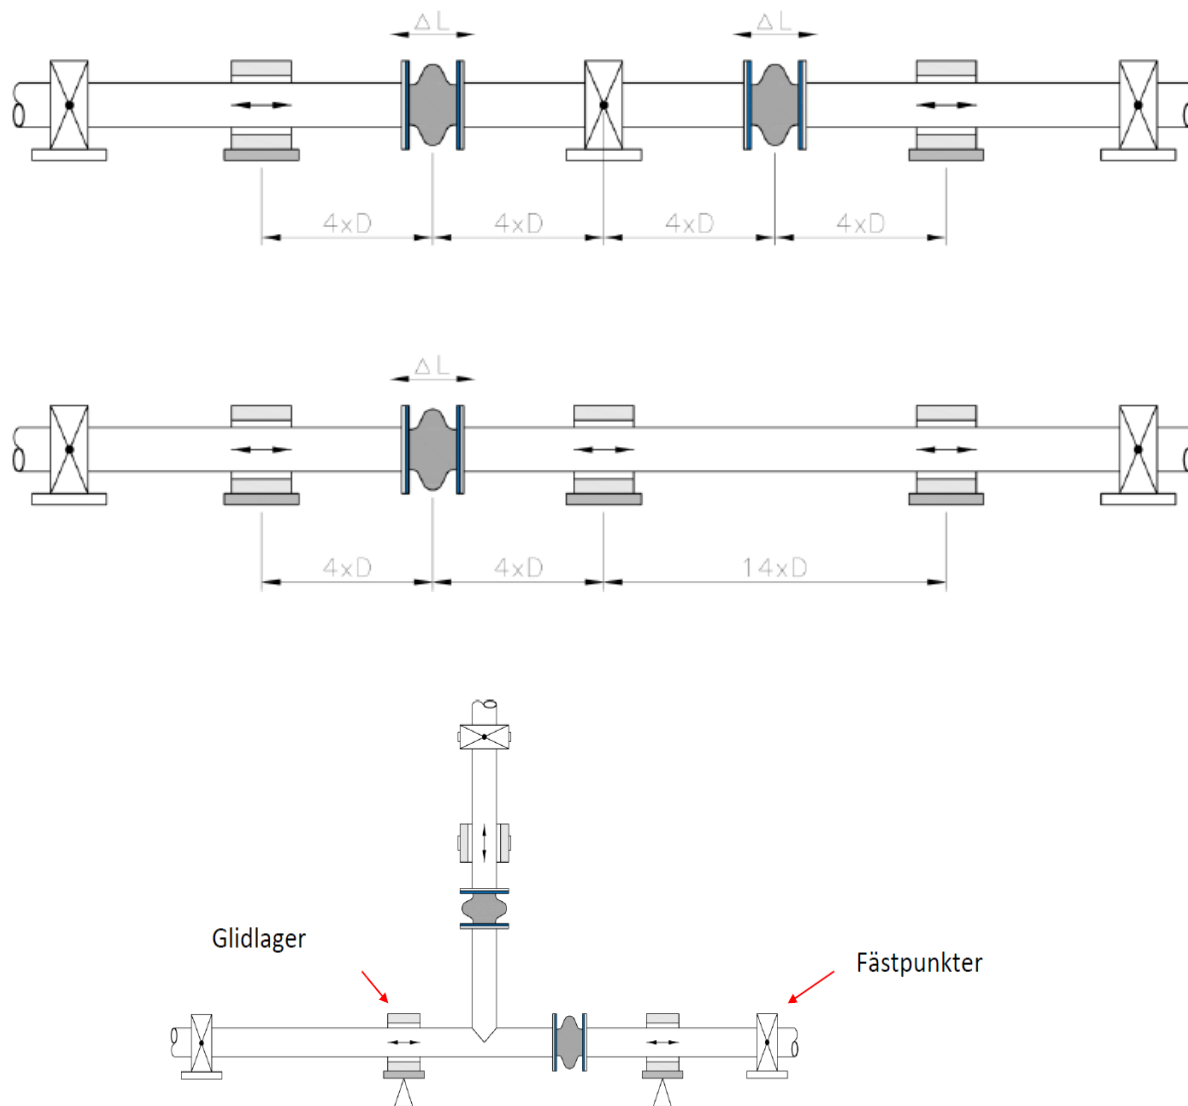 ΔL ΔL
4xD 4xD 4xD 4xD
ΔL
4xD 4xD 14xD
Glidlager
Fästpunkter